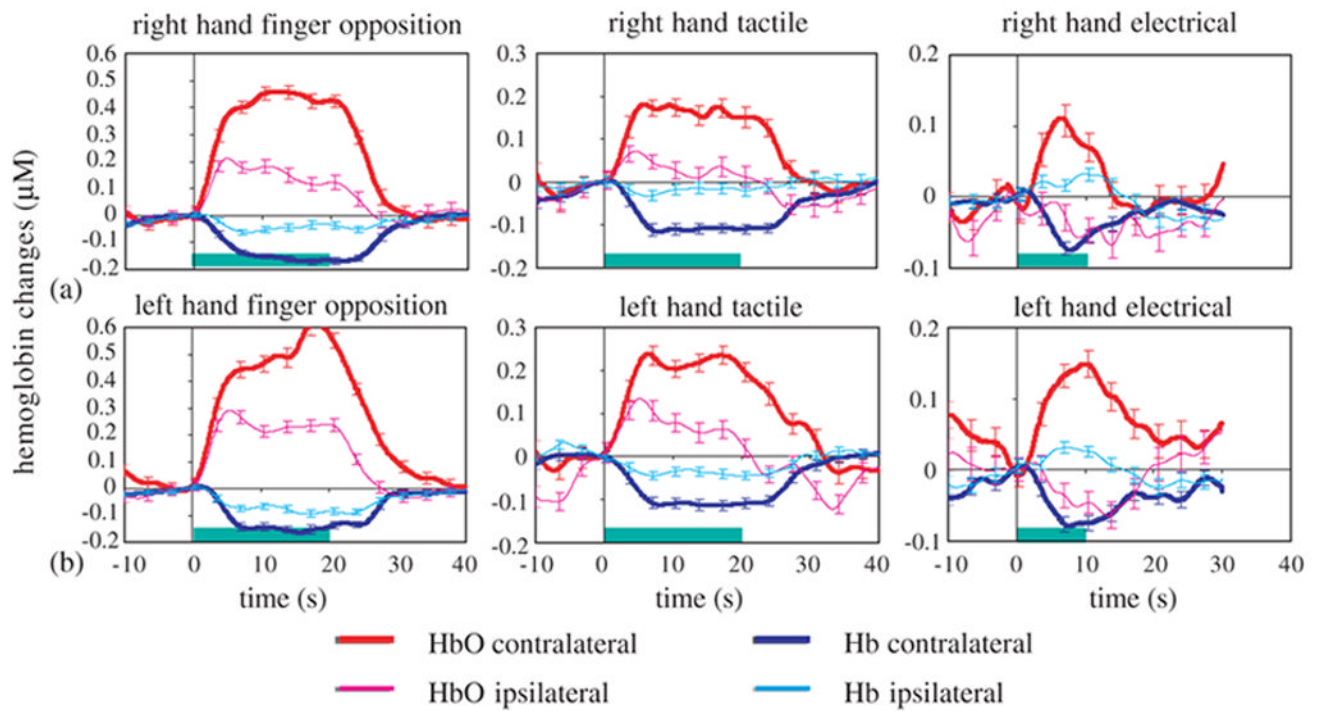 right hand finger opposition
right hand tactile
right hand electrical
0.6
0.5
0.4
0.3
0.2
0.1
0
-0.1
-0.2
0.3
0.2
0.1
0
-0.1
-0.2
0.2
0.1
0
-0.1
(a)
hemoglobin changes (μM)
left hand finger opposition
left hand tactile
left hand electrical
0.6
0.5
0.4
0.3
0.2
0.1
0
-0.1
-0.2
0.3
0.2
0.1
0
-0.1
-0.2
0.2
0.1
0
-0.1
(b)
-10 0 10 20 30 40
-10 0 10 20 30 40
-10 0 10 20 30 40
time (s)
time (s)
time (s)
HbO contralateral
Hb contralateral
HbO ipsilateral
Hb ipsilateral